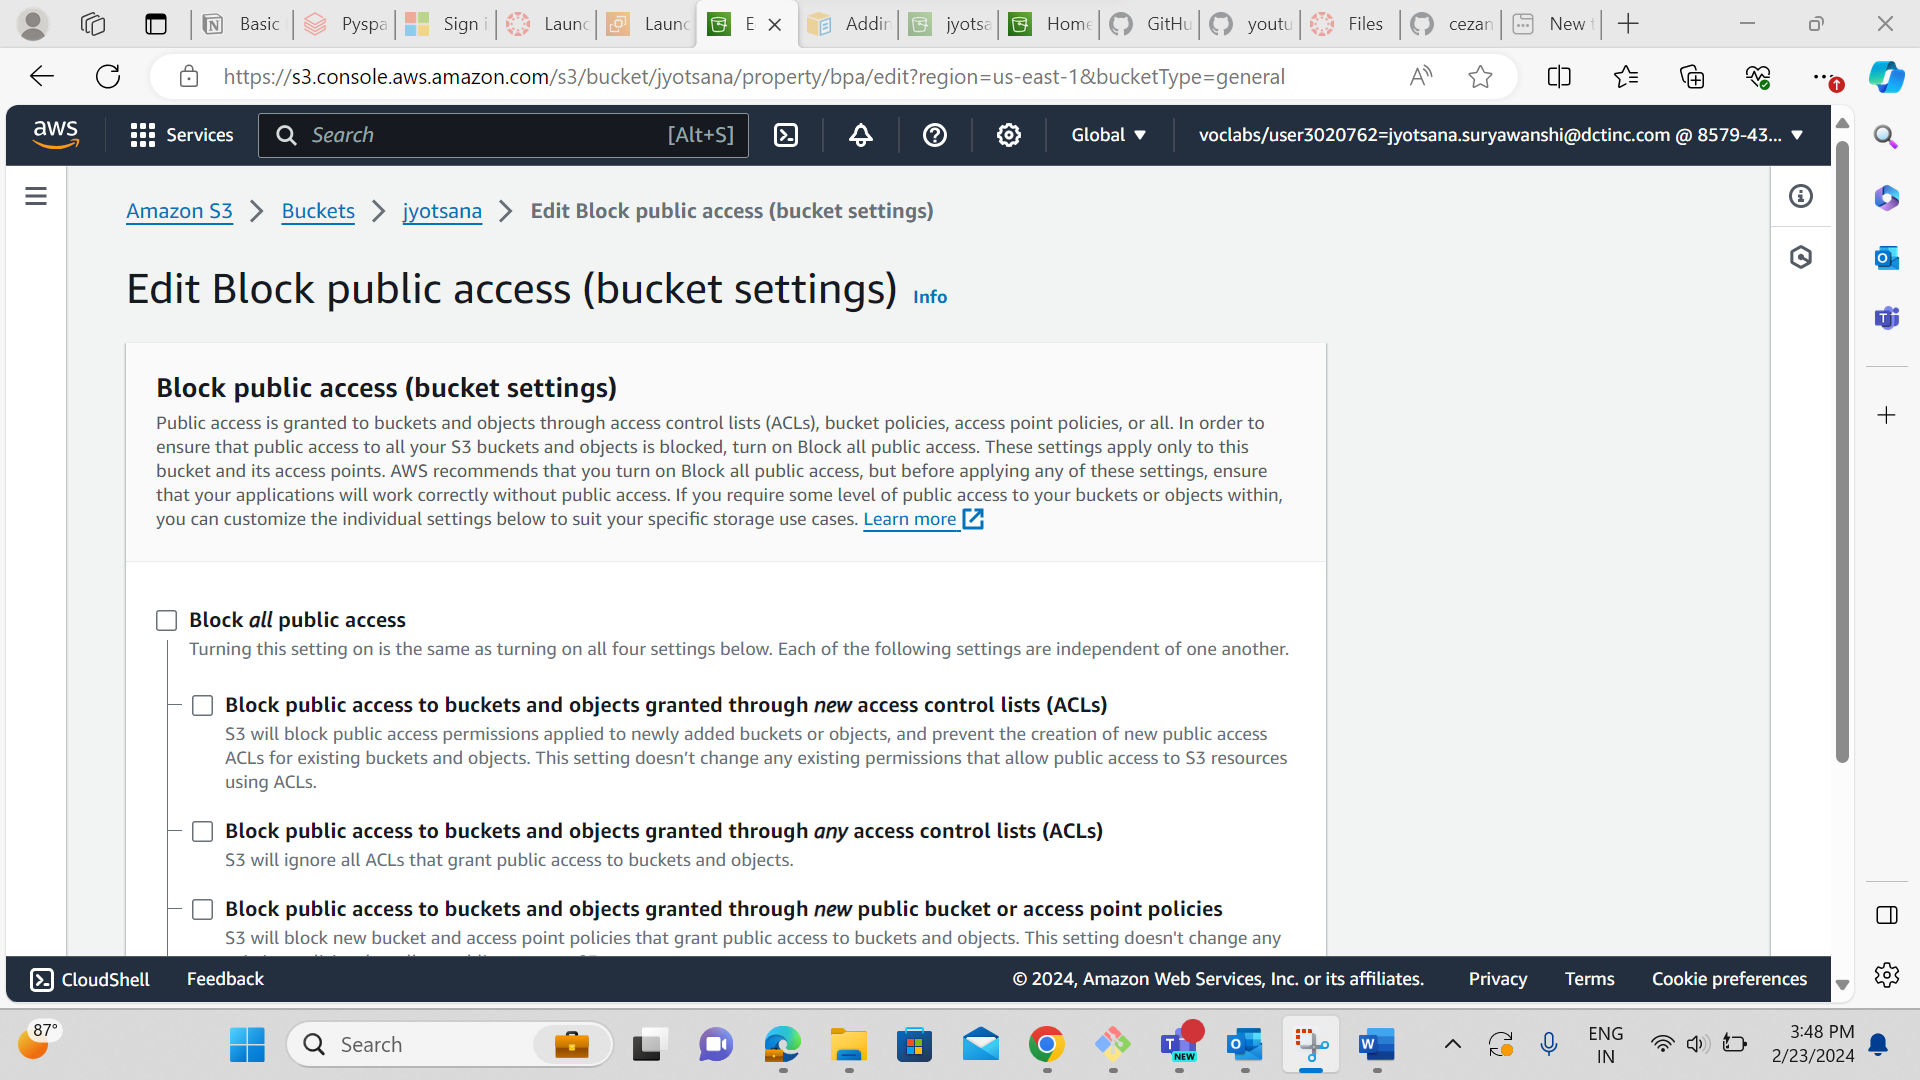 Basic
Pyspa
Sign i
Launc
Launc
E
Addin
jyotsa
Home
GitHu
youtu
Files
cezan
New t
https://s3.console.aws.amazon.com/s3/bucket/jyotsana/property/bpa/edit?region=us-east-1&bucketType=general
aws
Services
Search
[Alt+S]
Global
voclabs/user3020762=jyotsana.suryawanshi@dctinc.com @ 8579-43...
Amazon S3
Buckets
jyotsana
Edit Block public access (bucket settings)
Edit Block public access (bucket settings) Info
Block public access (bucket settings)
Public access is granted to buckets and objects through access control lists (ACLs), bucket policies, access point policies, or all. In order to
ensure that public access to all your S3 buckets and objects is blocked, turn on Block all public access. These settings apply only to this
bucket and its access points. AWS recommends that you turn on Block all public access, but before applying any of these settings, ensure
that your applications will work correctly without public access. If you require some level of public access to your buckets or objects within,
you can customize the individual settings below to suit your specific storage use cases. Learn more
Block all public access
Turning this setting on is the same as turning on all four settings below. Each of the following settings are independent of one another.
Block public access to buckets and objects granted through new access control lists (ACLs)
S3 will block public access permissions applied to newly added buckets or objects, and prevent the creation of new public access
ACLs for existing buckets and objects. This setting doesn’t change any existing permissions that allow public access to S3 resources
using ACLs.
Block public access to buckets and objects granted through any access control lists (ACLs)
S3 will ignore all ACLs that grant public access to buckets and objects.
Block public access to buckets and objects granted through new public bucket or access point policies
S3 will block new bucket and access point policies that grant public access to buckets and objects. This setting doesn't change any
CloudShell
Feedback
© 2024, Amazon Web Services, Inc. or its affiliates.
Privacy
Terms
Cookie preferences
87°
Search
NEW
ENG
IN
3:48 PM
2/23/2024